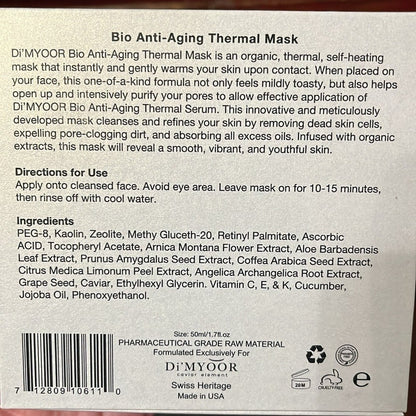 Bio Anti-Aging Thermal Mask
Di'MYOOR Bio Anti-Aging Thermal Mask is an organic, thermal, self-heating
mask that instantly and gently warms your skin upon contact. When placed on
your face, this one-of-a-kind formula not only feels mildly toasty, but also helps
open up and intensively purify your pores to allow effective application of
Di'MYOOR Bio Anti-Aging Thermal Serum. This innovative and meticulously
developed mask cleanses and refines your skin by removing dead skin cells,
expelling pore-clogging dirt, and absorbing all excess oils. Infused with organic
extracts, this mask will reveal a smooth, vibrant, and youthful skin.
Directions for Use
Apply onto cleansed face. Avoid eye area. Leave mask on for 10-15 minutes,
then rinse off with cool water.
Ingredients
PEG-8, Kaolin, Zeolite, Methy Gluceth-20, Retinyl Palmitate, Ascorbic
ACID, Tocopheryl Acetate, Arnica Montana Flower Extract, Aloe Barbadensis
Leaf Extract, Prunus Amygdalus Seed Extract, Coffea Arabica Seed Extract,
Citrus Medica Limonum Peel Extract, Angelica Archangelica Root Extract,
Grape Seed, Caviar, Ethylhexyl Glycerin. Vitamin C, E, & K, Cucumber,
Jojoba Oil, Phenoxyethanol.
Size: 50ml/1.7fl.oz
PHARMACEUTICAL GRADE RAW MATERIAL
Formulated Exclusively For
Di'MYOOR
caviar element
Swiss Heritage
Made in USA
7 12809 10611 0